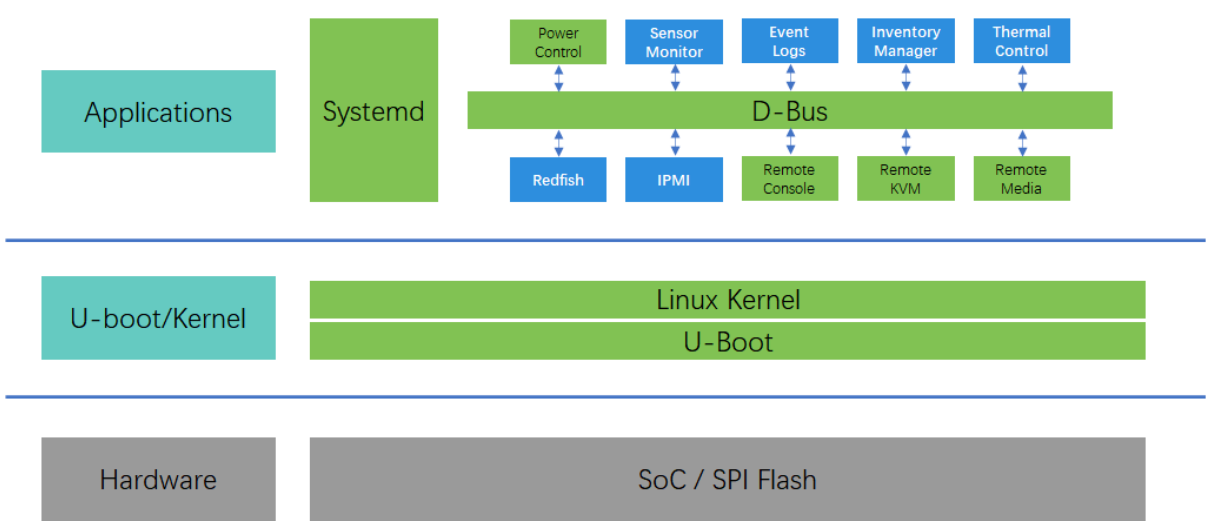 Applications
Systemd
Power
Control
Sensor
Monitor
Event
Logs
Inventory
Manager
Thermal
Control
D-Bus
Redfish
IPMI
Remote
Console
Remote
KVM
Remote
Media
U-boot/Kernel
Linux Kernel
U-Boot
Hardware
SoC / SPI Flash